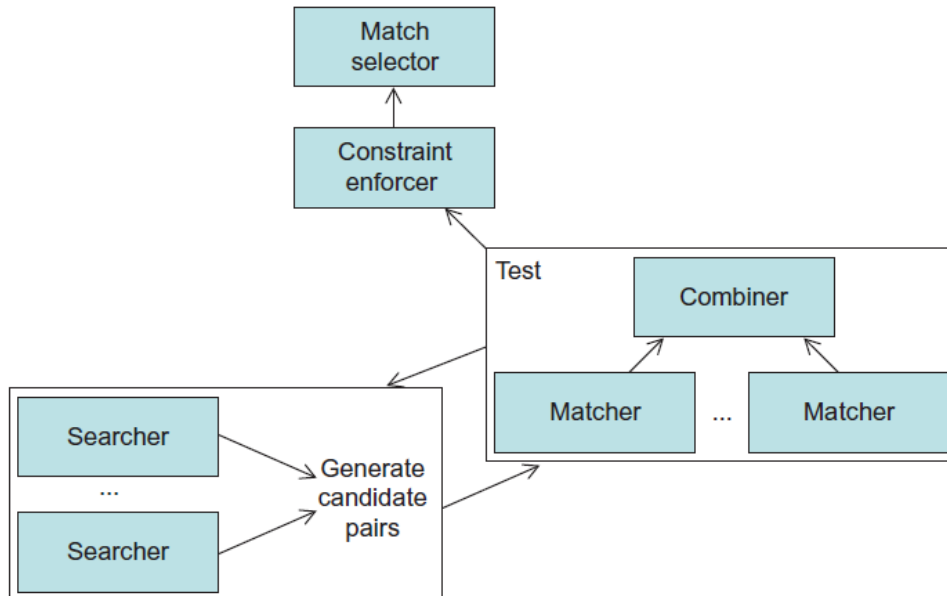 Match
selector
Constraint
enforcer
Test
Combiner
Matcher
...
Matcher
Searcher
...
Searcher
Generate
candidate
pairs